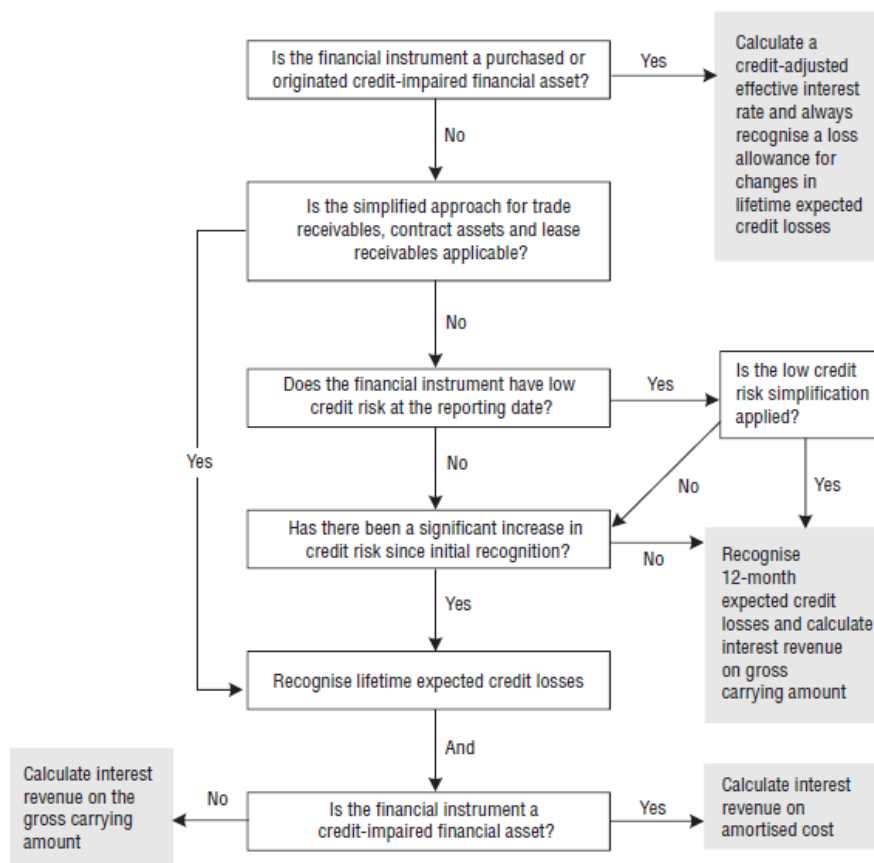 Is the financial instrument a purchased or
originated credit-impaired financial asset?
Yes
Calculate a
credit-adjusted
effective interest
rate and always
recognise a loss
allowance for
changes in
lifetime expected
credit losses
No
Is the simplified approach for trade
receivables, contract assets and lease
receivables applicable?
No
Does the financial instrument have low
credit risk at the reporting date?
Yes
Is the low credit
risk simplification
applied?
Yes
No
No
Yes
Has there been a significant increase in
credit risk since initial recognition?
No
Recognise
12-month
expected credit
losses and calculate
interest revenue
on gross
carrying amount
Yes
Recognise lifetime expected credit losses
And
Calculate interest
revenue on the
gross carrying
amount
No
Is the financial instrument a
credit-impaired financial asset?
Yes
Calculate interest
revenue on
amortised cost